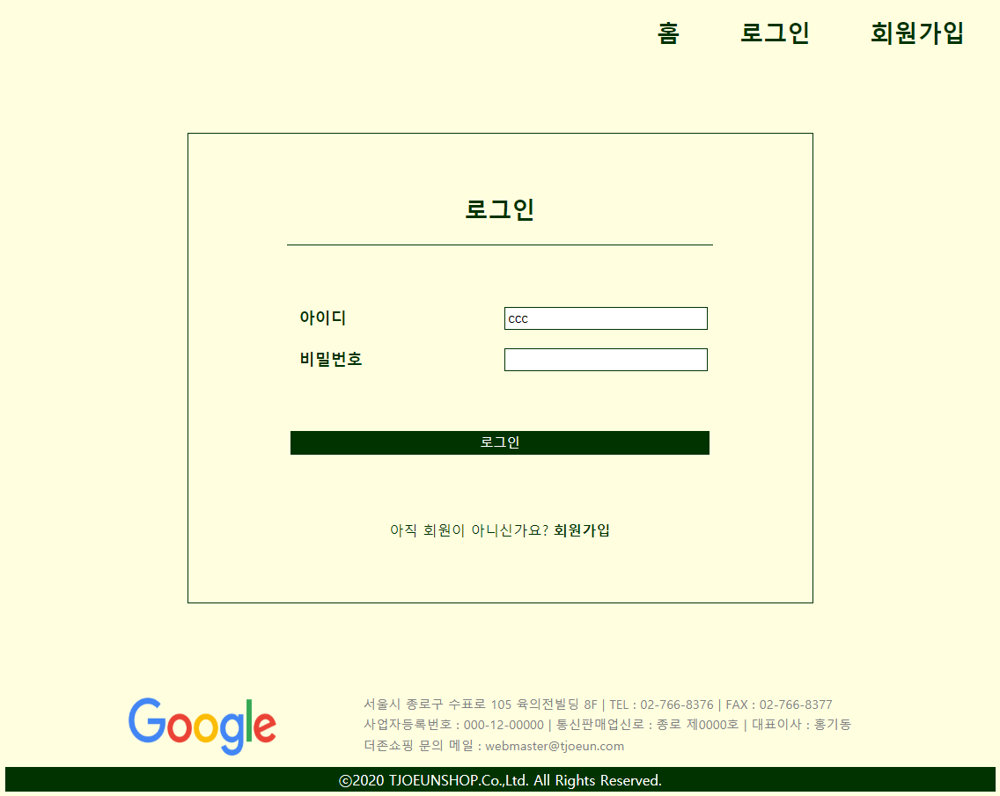 홈 로그인 회원가입
로그인
아이디 ccc
비밀번호
로그인
아직 회원이 아니신가요? 회원가입
Google
서울시 종로구 수표로 105 육의전빌딩 8F | TEL : 02-766-8376 | FAX : 02-766-8377
사업자등록번호 : 000-12-00000 | 통신판매업신로 : 종로 제0000호 | 대표이사 : 홍기동
더존쇼핑 문의 메일 : webmaster@tjoeun.com
ⓒ2020 TJOEUNSHOP.Co.,Ltd. All Rights Reserved.